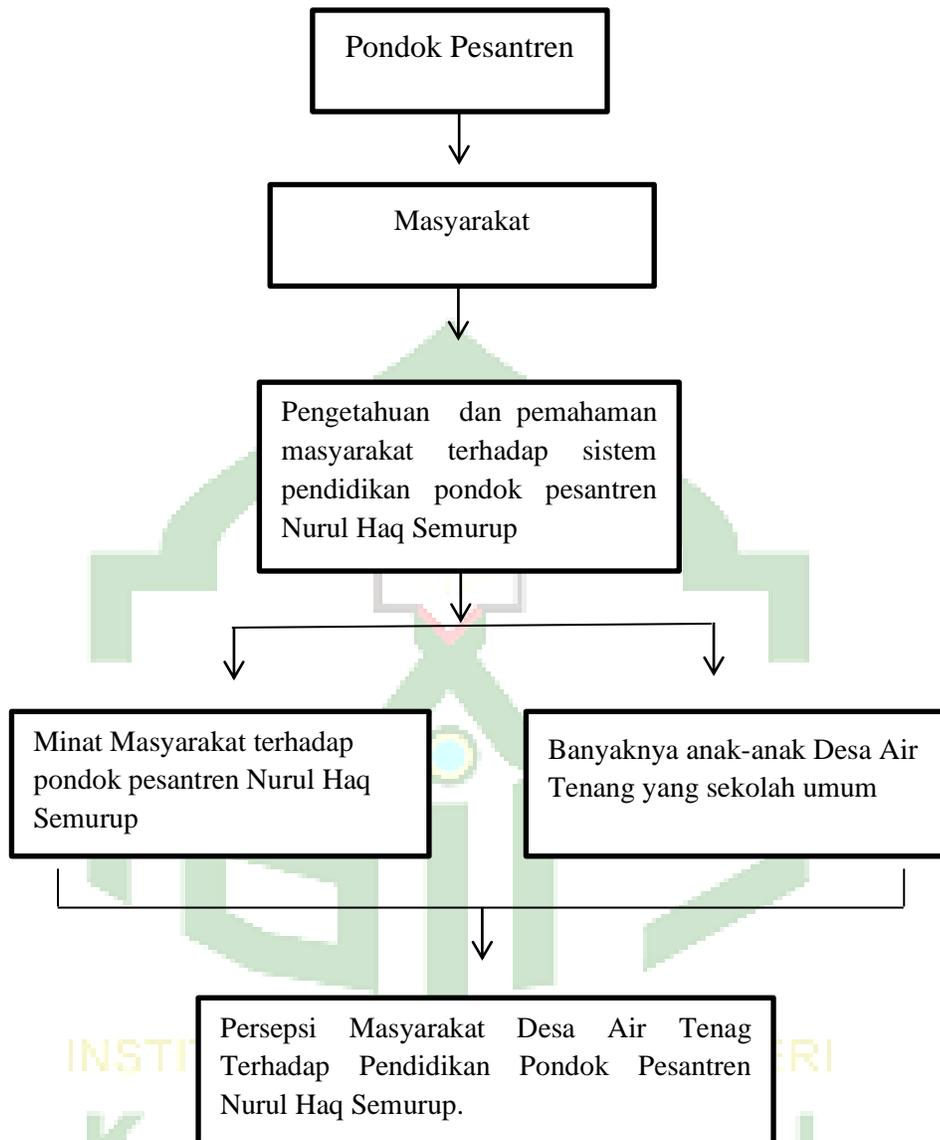 Pondok Pesantren
Masyarakat
Pengetahuan dan pemahaman
masyarakat terhadap sistem
pendidikan pondok pesantren
Nurul Haq Semurup
Minat Masyarakat terhadap
pondok pesantren Nurul Haq
Semurup
Banyaknya anak-anak Desa Air
Tenang yang sekolah umum
Persepsi Masyarakat Desa Air Tenag
Terhadap Pendidikan Pondok Pesantren
Nurul Haq Semurup.